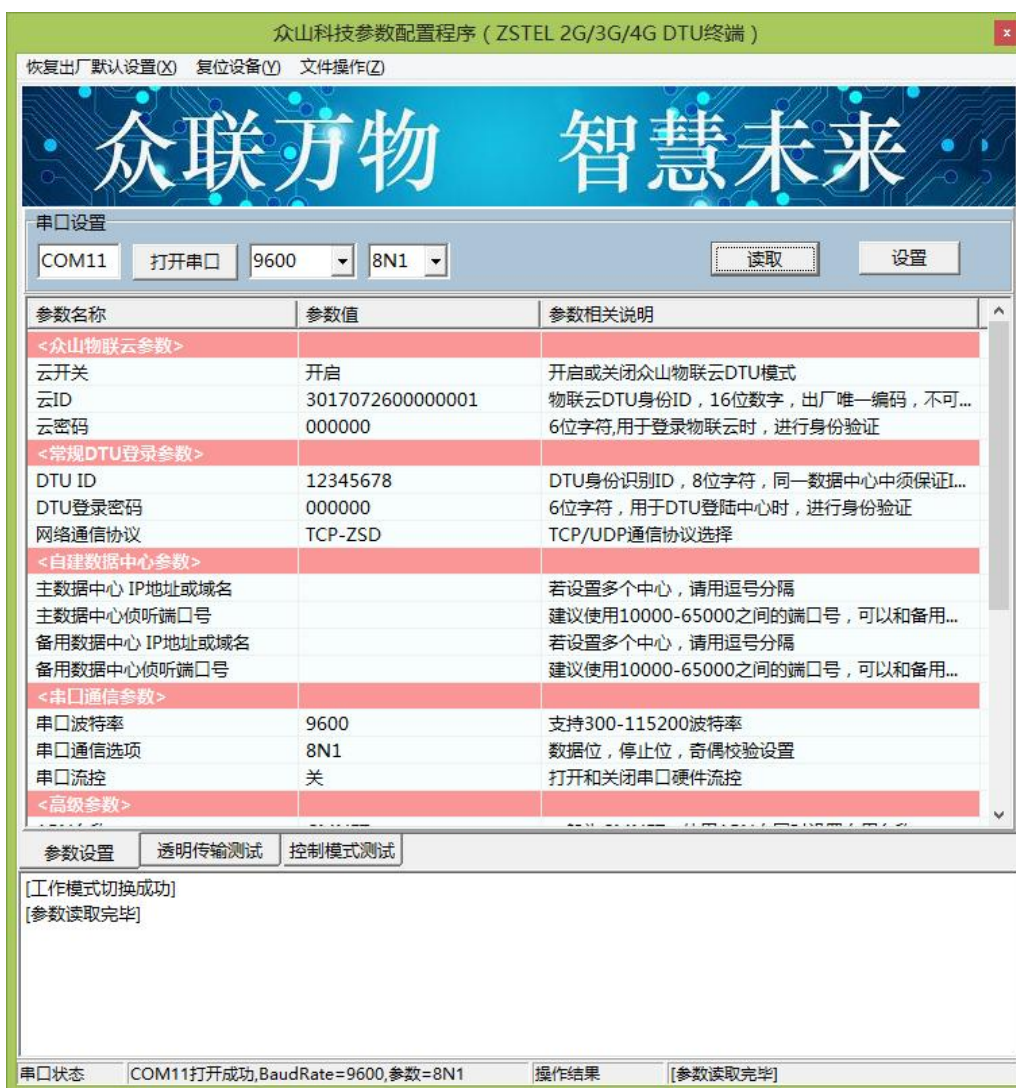 众山科技参数配置程序（ZSTEL 2G/3G/4G DTU终端）
x
恢复出厂默认设置(X) 复位设备(Y) 文件操作(Z)
众联万物 智慧未来
串口设置
COM11 打开串口 9600 8N1 读取 设置
参数名称 参数值 参数相关说明
<众山物联云参数>
云开关 开启 开启或关闭众山物联云DTU模式
云ID 3017072600000001 物联云DTU身份ID，16位数字，出厂唯一编码，不可...
云密码 000000 6位字符,用于登录物联云时，进行身份验证
<常规DTU登录参数>
DTU ID 12345678 DTU身份识别ID，8位字符，同一数据中心中须保证I...
DTU登录密码 000000 6位字符，用于DTU登陆中心时，进行身份验证
网络通信协议 TCP-ZSD TCP/UDP通信协议选择
<自建数据中心参数>
主数据中心 IP地址或域名 若设置多个中心，请用逗号分隔
主数据中心侦听端口号 建议使用10000-65000之间的端口号，可以和备用...
备用数据中心 IP地址或域名 若设置多个中心，请用逗号分隔
备用数据中心侦听端口号 建议使用10000-65000之间的端口号，可以和备用...
<串口通信参数>
串口波特率 9600 支持300-115200波特率
串口通信选项 8N1 数据位，停止位，奇偶校验设置
串口流控 关 打开和关闭串口硬件流控
<高级参数>
参数设置 透明传输测试 控制模式测试
[工作模式切换成功]
[参数读取完毕]
串口状态 COM11打开成功,BaudRate=9600,参数=8N1 操作结果 [参数读取完毕]